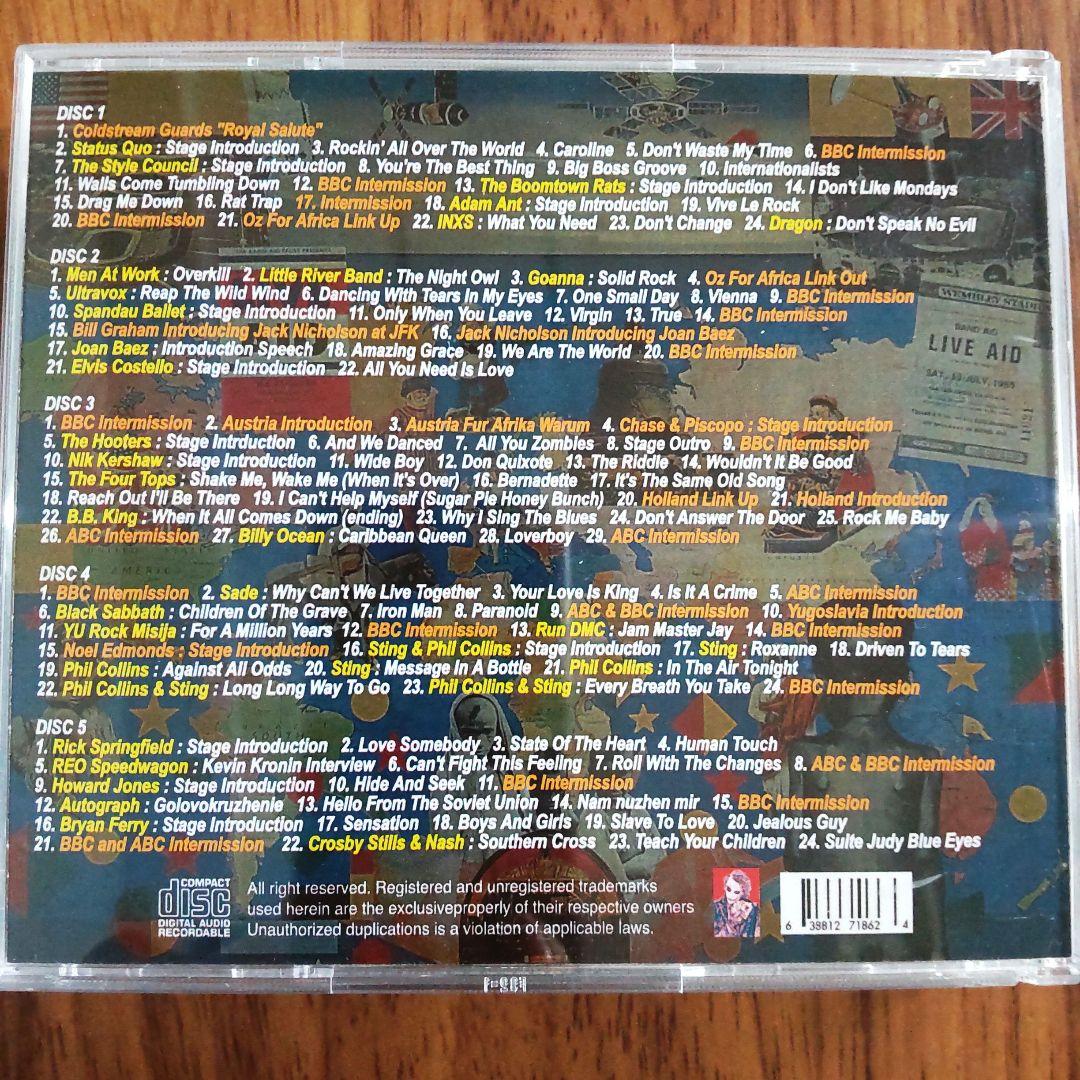 DISC 1
1. Coldstream Guards "Royal Salute"
2. Status Quo : Stage Introduction 3. Rockin' All Over The World 4. Caroline 5. Don't Waste My Time 6. BBC Intermission
7. The Style Council : Stage Introduction 8. You're The Best Thing 9. Big Boss Groove 10. Internationalists
11. Walls Come Tumbling Down 12. BBC Intermission 13. The Boomtown Rats : Stage Introduction 14. I Don't Like Mondays
15. Drag Me Down 16. Rat Trap 17. Intermission 18. Adam Ant : Stage Introduction 19. Vive Le Rock
20. BBC Intermission 21. Oz For Africa Link Up 22. INXS : What You Need 23. Don't Change 24. Dragon : Don't Speak No Evil
DISC 2
1. Men At Work : Overkill 2. Little River Band : The Night Owl 3. Goanna : Solid Rock 4. Oz For Africa Link Out
5. Ultravox : Reap The Wild Wind 6. Dancing With Tears In My Eyes 7. One Small Day 8. Vienna 9. BBC Intermission
10. Spandau Ballet : Stage Introduction 11. Only When You Leave 12. Virgin 13. True 14. BBC Intermission
15. Bill Graham Introducing Jack Nicholson at JFK 16. Jack Nicholson Introducing Joan Baez
17. Joan Baez : Introduction Speech 18. Amazing Grace 19. We Are The World 20. BBC Intermission
21. Elvis Costello : Stage Introduction 22. All You Need Is Love
WEMBLEY STADI
BAND AID
LIVE AID
SAT. 13 JULY, 1985
DISC 3
1. BBC Intermission 2. Austria Introduction 3. Austria Fur Afrika Warum 4. Chase & Piscopo : Stage Introduction
5. The Hooters : Stage Intrduction 6. And We Danced 7. All You Zombies 8. Stage Outro 9. BBC Intermission
10. Nik Kershaw : Stage Introduction 11. Wide Boy 12. Don Quixote 13. The Riddle 14. Wouldn't It Be Good
15. The Four Tops : Shake Me, Wake Me (When It's Over) 16. Bernadette 17. It's The Same Old Song
18. Reach Out I'll Be There 19. I Can't Help Myself (Sugar Pie Honey Bunch) 20. Holland Link Up 21. Holland Introduction
22. B.B. King : When It All Comes Down (ending) 23. Why I Sing The Blues 24. Don't Answer The Door 25. Rock Me Baby
26. ABC Intermission 27. Billy Ocean : Caribbean Queen 28. Loverboy 29. ABC Intermission
DISC 4
1. BBC Intermission 2. Sade : Why Can't We Live Together 3. Your Love Is King 4. Is It A Crime 5. ABC Intermission
6. Black Sabbath : Children Of The Grave 7. Iron Man 8. Paranoid 9. ABC & BBC Intermission 10. Yugoslavia Introduction
11. YU Rock Misija : For A Million Years 12. BBC Intermission 13. Run DMC : Jam Master Jay 14. BBC Intermission
15. Noel Edmonds : Stage Introduction 16. Sting & Phil Collins : Stage Introduction 17. Sting : Roxanne 18. Driven To Tears
19. Phil Collins : Against All Odds 20. Sting : Message In A Bottle 21. Phil Collins : In The Air Tonight
22. Phil Collins & Sting : Long Long Way To Go 23. Phil Collins & Sting : Every Breath You Take 24. BBC Intermission
DISC 5
1. Rick Springfield : Stage Introduction 2. Love Somebody 3. State Of The Heart 4. Human Touch
5. REO Speedwagon : Kevin Kronin Interview 6. Can't Fight This Feeling 7. Roll With The Changes 8. ABC & BBC Intermission
9. Howard Jones : Stage Introduction 10. Hide And Seek 11. BBC Intermission
12. Autograph : Golovokruzhenie 13. Hello From The Soviet Union 14. Nam nuzhen mir 15. BBC Intermission
16. Bryan Ferry : Stage Introduction 17. Sensation 18. Boys And Girls 19. Slave To Love 20. Jealous Guy
21. BBC and ABC Intermission 22. Crosby Stills & Nash : Southern Cross 23. Teach Your Children 24. Suite Judy Blue Eyes
COMPACT
disc
DIGITAL AUDIO
RECORDABLE
All right reserved. Registered and unregistered trademarks
used herein are the exclusiveproperly of their respective owners
Unauthorized duplications is a violation of applicable laws.
6 38812 71862 4